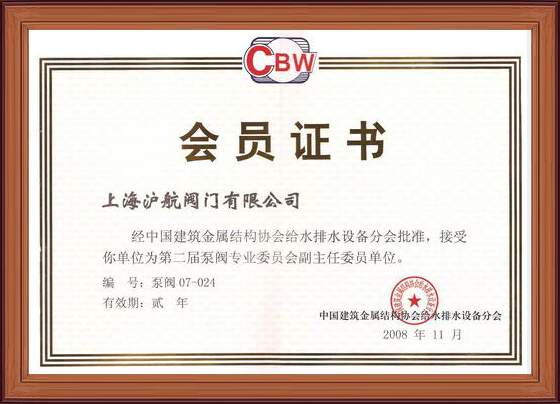 CBW
会员证书
上海沪航阀门有限公司
经中国建筑金属结构协会给水排水设备分会批准，接受
你单位为第二届泵阀专业委员会副主任委员单位。
编 号：泵阀 07-024
有效期：贰 年
中国建筑金属结构协会给水排水设备分会
2008 年 11 月